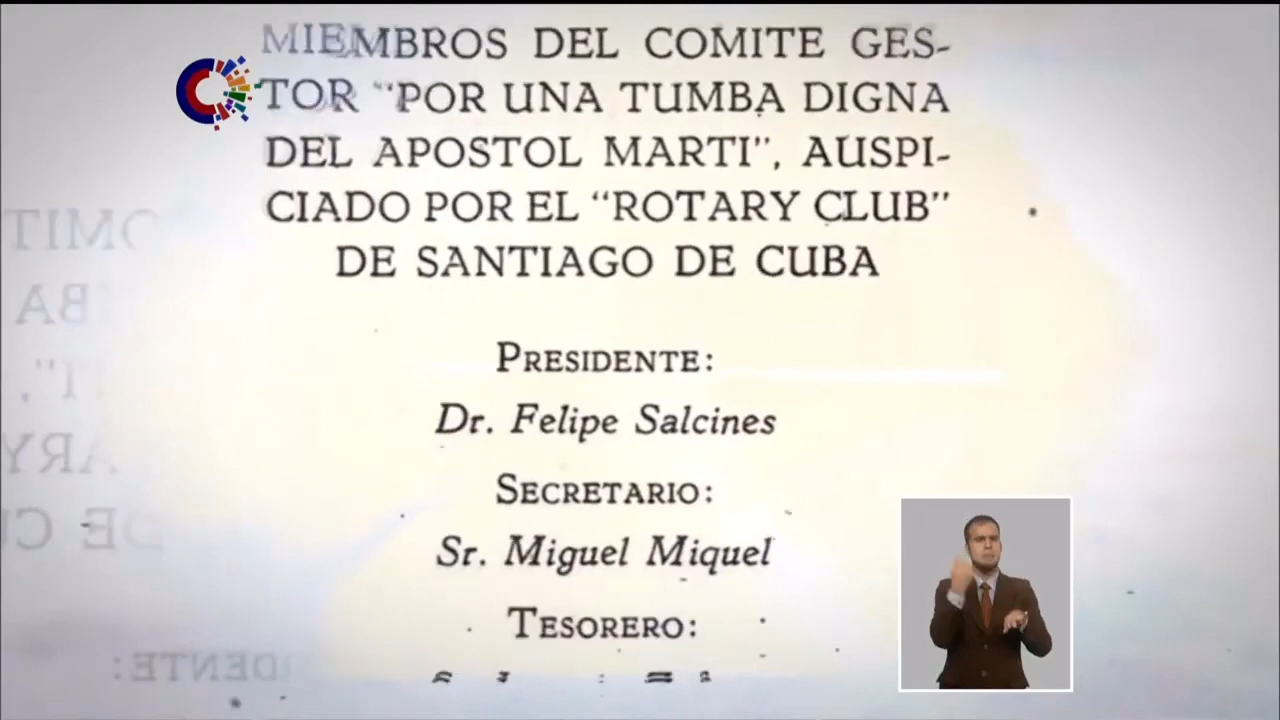 MIEMBROS DEL COMITE GES-
TOR "POR UNA TUMBA DIGNA
DEL APOSTOL MARTI", AUSPI-
CIADO POR EL "ROTARY CLUB"
DE SANTIAGO DE CUBA
PRESIDENTE:
Dr. Felipe Salcines
SECRETARIO:
Sr. Miguel Miquel
TESORERO: